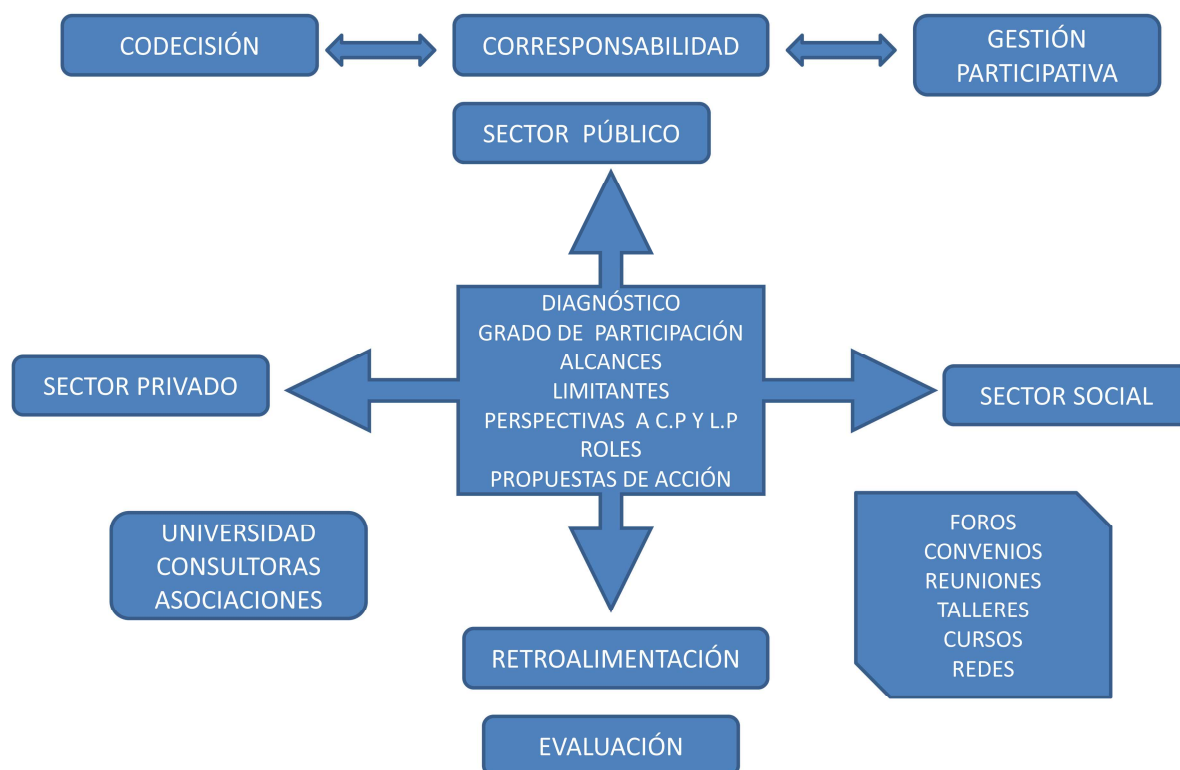 CODECISIÓN
CORRESPONSABILIDAD
GESTIÓN
PARTICIPATIVA
SECTOR PÚBLICO
DIAGNÓSTICO
GRADO DE PARTICIPACIÓN
ALCANCES
LIMITANTES
PERSPECTIVAS A C.P Y L.P
ROLES
PROPUESTAS DE ACCIÓN
SECTOR PRIVADO
SECTOR SOCIAL
UNIVERSIDAD
CONSULTORAS
ASOCIACIONES
FOROS
CONVENIOS
REUNIONES
TALLERES
CURSOS
REDES
RETROALIMENTACIÓN
EVALUACIÓN